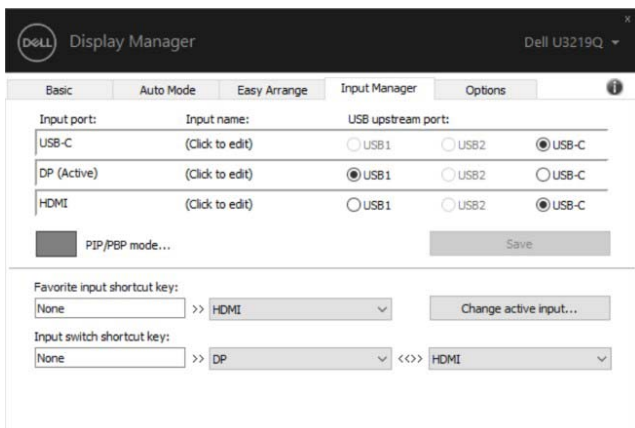 x
DELL Display Manager Dell U3219Q
Basic Auto Mode Easy Arrange Input Manager Options i
Input port: Input name: USB upstream port:
USB-C (Click to edit) USB1 USB2 USB-C
DP (Active) (Click to edit) USB1 USB2 USB-C
HDMI (Click to edit) USB1 USB2 USB-C
PIP/PBP mode... Save
Favorite input shortcut key:
None >> HDMI Change active input...
Input switch shortcut key:
None >> DP <<>> HDMI